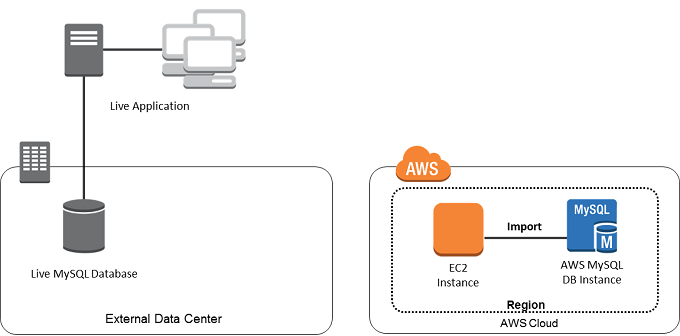 Live Application
AWS
MySQL
M
Import
Live MySQL Database
EC2
Instance
AWS MySQL
DB Instance
Region
External Data Center
AWS Cloud